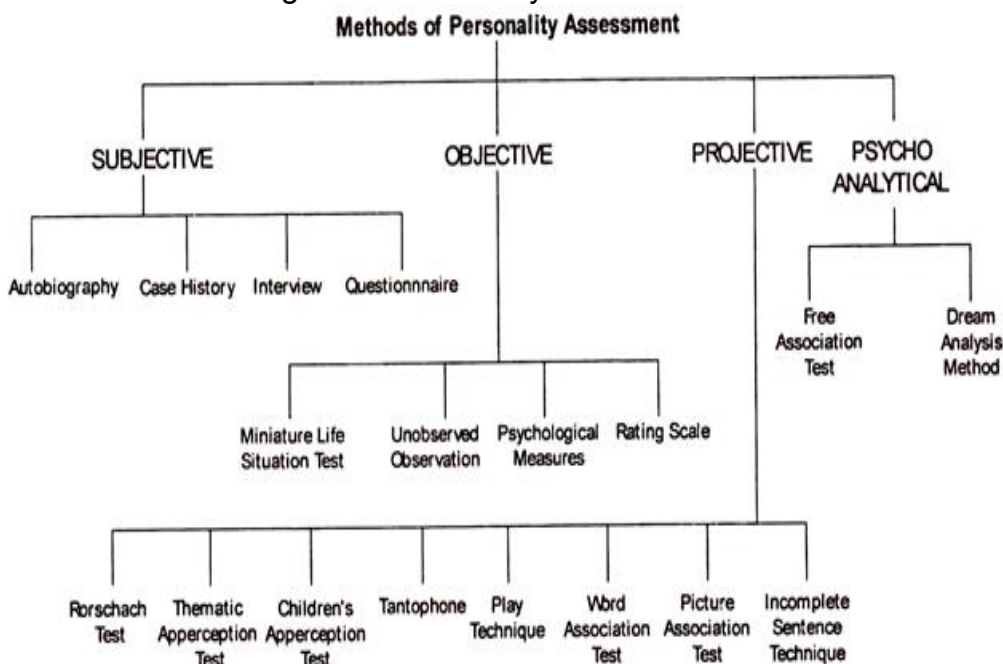 Methods of Personality Assessment
SUBJECTIVE
OBJECTIVE
PROJECTIVE
PSYCHO
ANALYTICAL
Autobiography
Case History
Interview
Questionnnaire
Free
Association
Test
Dream
Analysis
Method
Miniature Life
Situation Test
Unobserved
Observation
Psychological
Measures
Rating Scale
Rorschach
Test
Thematic
Apperception
Test
Children's
Apperception
Test
Tantophone
Play
Technique
Word
Association
Test
Picture
Association
Test
Incomplete
Sentence
Technique